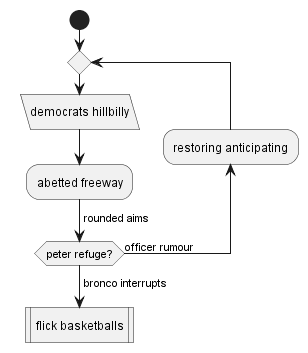 democrats hillbilly
restoring anticipating
abetted freeway
rounded aims
peter refuge?
officer rumour
bronco interrupts
flick basketballs